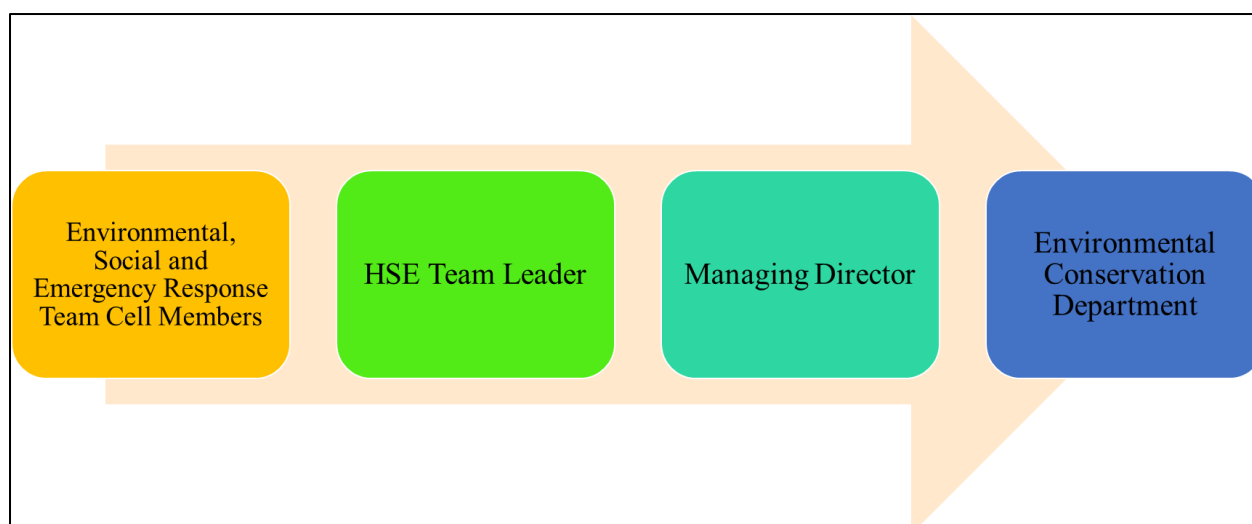 Environmental,
Social and
Emergency Response
Team Cell Members
HSE Team Leader
Managing Director
Environmental
Conservation
Department